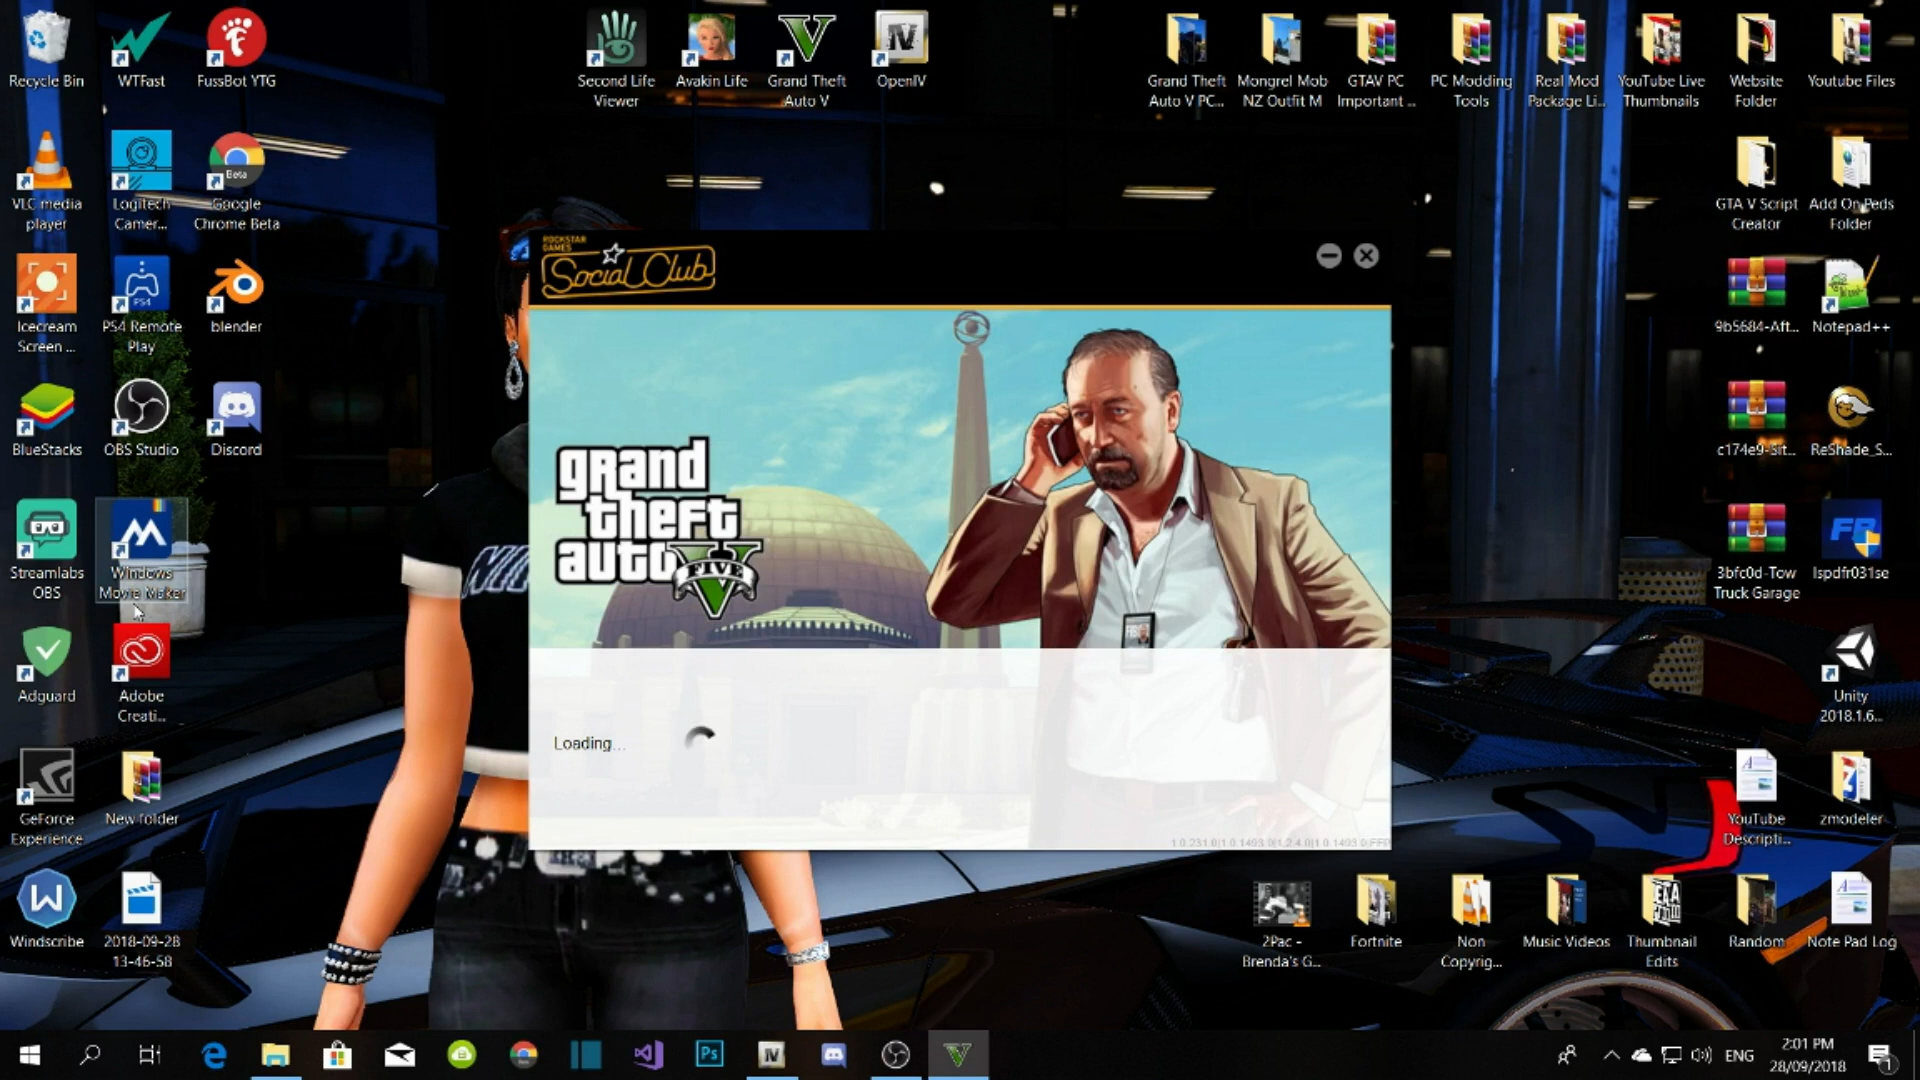 Recycle Bin
WTFast
FussBot YTG
Second Life
Viewer
Avakin Life
Grand Theft
Auto V
OpenIV
Grand Theft
Auto V PC...
Mongrel Mob
NZ Outfit M
GTAV PC
Important ...
PC Modding
Tools
Real Mod
Package Li...
YouTube Live
Thumbnails
Website
Folder
Youtube Files
VLC media
player
Logitech
Camer...
Beta
Google
Chrome Beta
GTA V Script
Creator
Add On Peds
Folder
ROCKSTAR
GAMES
Social Club
Icecream
Screen ...
PS4
PS4 Remote
Play
blender
9b5684-Aft...
Notepad++
BlueStacks
OBS Studio
Discord
c174e9-Sit...
ReShade_S...
grand
theft
auto
FIVE
Streamlabs
OBS
Windows
Movie Maker
3bfc0d-Tow
Truck Garage
lspdfr031se
Adguard
Adobe
Creati...
Unity
2018.1.6...
Loading...
GeForce
Experience
New folder
YouTube
Descripti...
zmodeler
Windscribe
2018-09-28
13-46-58
2Pac -
Brenda's G...
Fortnite
Non
Copyrig...
Music Videos
Thumbnail
Edits
Random
Note Pad Log
Ps
IV
ENG
2:01 PM
28/09/2018
1